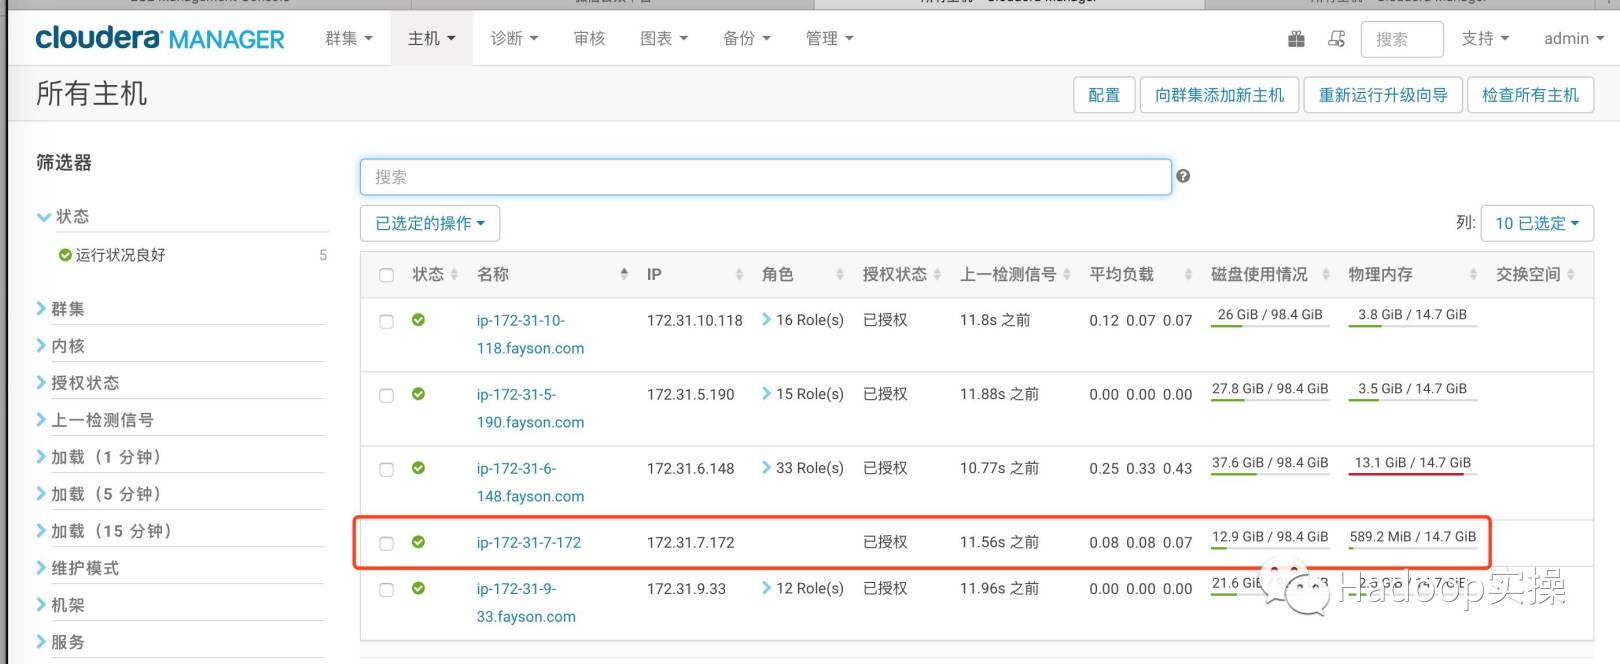 cloudera MANAGER 群集 主机 诊断 审核 图表 备份 管理 搜索 支持 admin
所有主机 配置 向群集添加新主机 重新运行升级向导 检查所有主机
筛选器
状态
运行状况良好 5
群集
内核
授权状态
上一检测信号
加载（1 分钟）
加载（5 分钟）
加载（15 分钟）
维护模式
机架
服务
搜索
已选定的操作 列: 10 已选定
状态 名称 IP 角色 授权状态 上一检测信号 平均负载 磁盘使用情况 物理内存 交换空间
ip-172-31-10- 172.31.10.118 16 Role(s) 已授权 11.8s 之前 0.12 0.07 0.07 26 GiB / 98.4 GiB 3.8 GiB / 14.7 GiB
118.fayson.com
ip-172-31-5- 172.31.5.190 15 Role(s) 已授权 11.88s 之前 0.00 0.00 0.00 27.8 GiB / 98.4 GiB 3.5 GiB / 14.7 GiB
190.fayson.com
ip-172-31-6- 172.31.6.148 33 Role(s) 已授权 10.77s 之前 0.25 0.33 0.43 37.6 GiB / 98.4 GiB 13.1 GiB / 14.7 GiB
148.fayson.com
ip-172-31-7-172 172.31.7.172 已授权 11.56s 之前 0.08 0.08 0.07 12.9 GiB / 98.4 GiB 589.2 MiB / 14.7 GiB
ip-172-31-9- 172.31.9.33 12 Role(s) 已授权 11.96s 之前 0.00 0.00 0.00 21.6 GiB
33.fayson.com
Hadoop实操